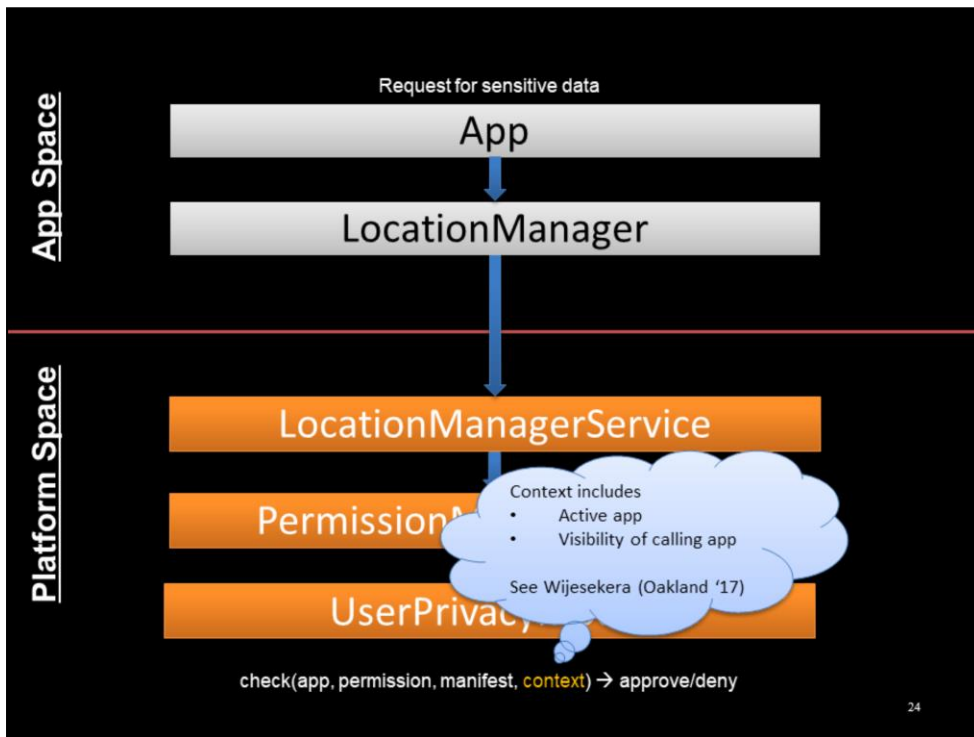 Request for sensitive data
App Space
App
LocationManager
Platform Space
LocationManagerService
Context includes
• Active app
• Visibility of calling app
See Wijesekera (Oakland ‘17)
check(app, permission, manifest, context) → approve/deny
24